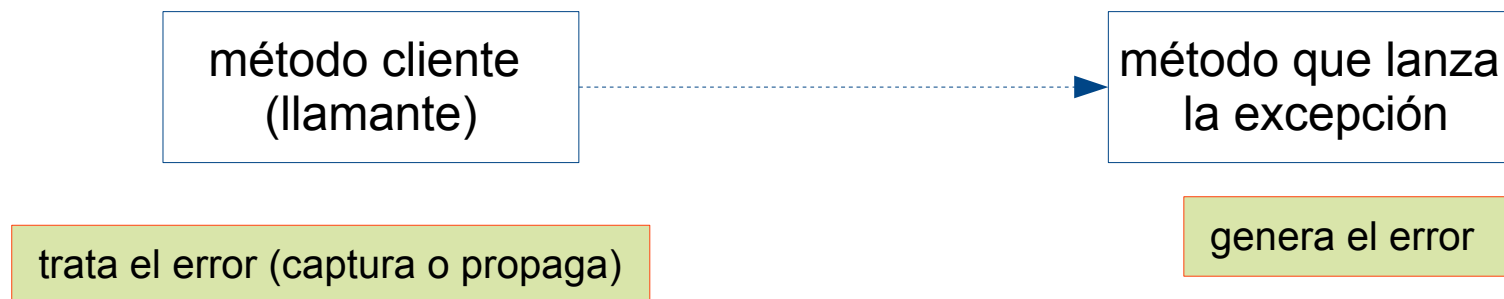 método cliente
(llamante)
método que lanza
la excepción
trata el error (captura o propaga)
genera el error